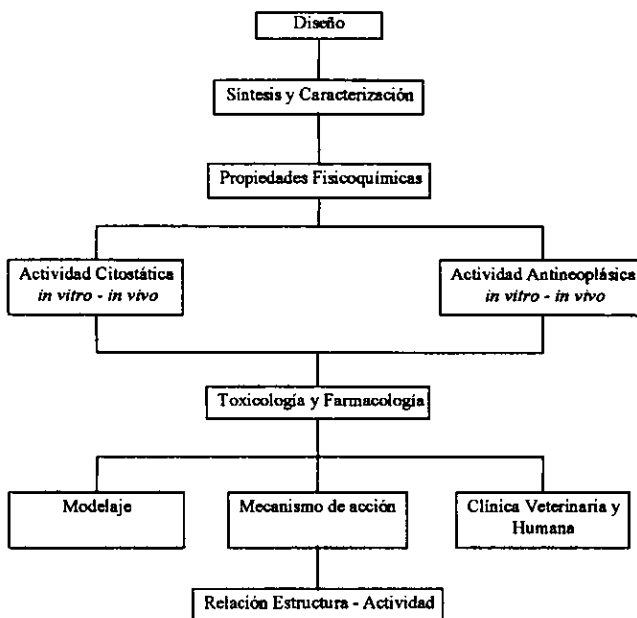 Diseño
Síntesis y Caracterización
Propiedades Fisicoquímicas
Actividad Citostática
in vitro - in vivo
Actividad Antineoplásica
in vitro - in vivo
Toxicología y Farmacología
Modelaje
Mecanismo de acción
Clínica Veterinaria y
Humana
Relación Estructura - Actividad